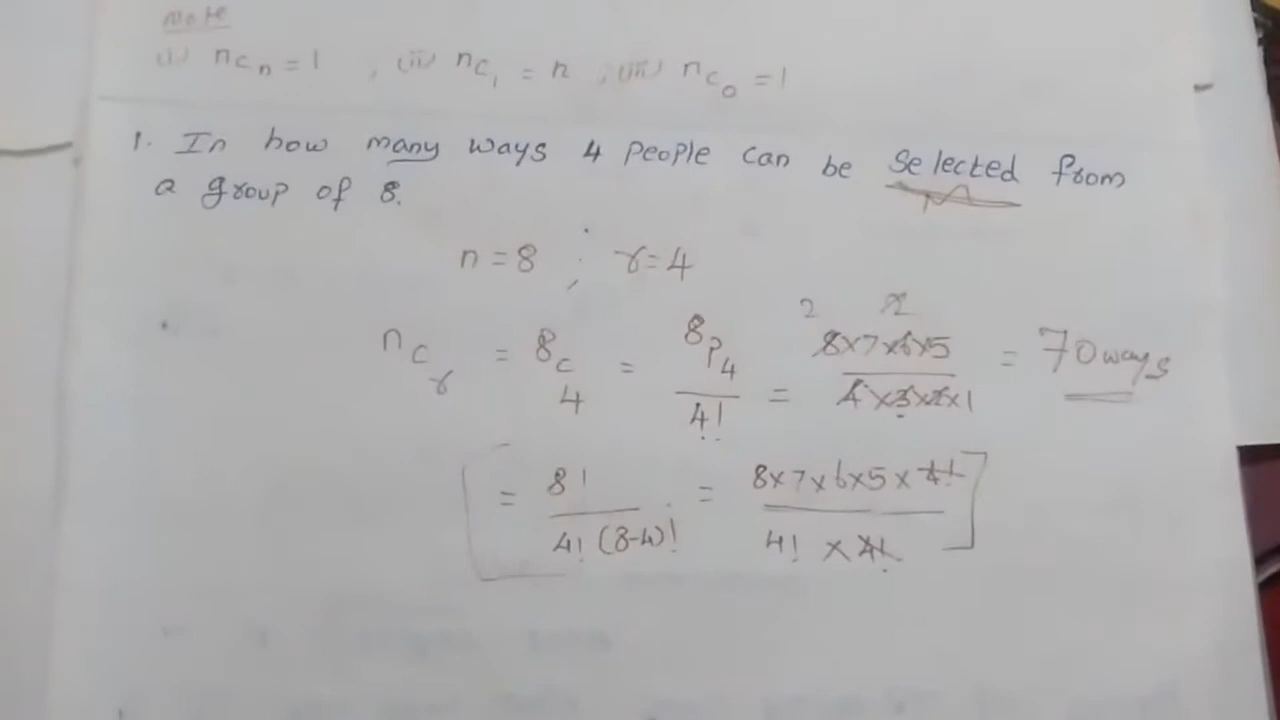 Note
(i) nCn = 1 , (ii) nC1 = n ; (iii) nC0 = 1
1. In how many ways 4 people can be selected from
a group of 8.
n = 8 ; r = 4
nCr = 8C4 = 8P4/4! = 8×7×6×5/4×3×2×1 = 70 ways
[ = 8!/4!(8-4)! = 8×7×6×5×4!/4!×4! ]